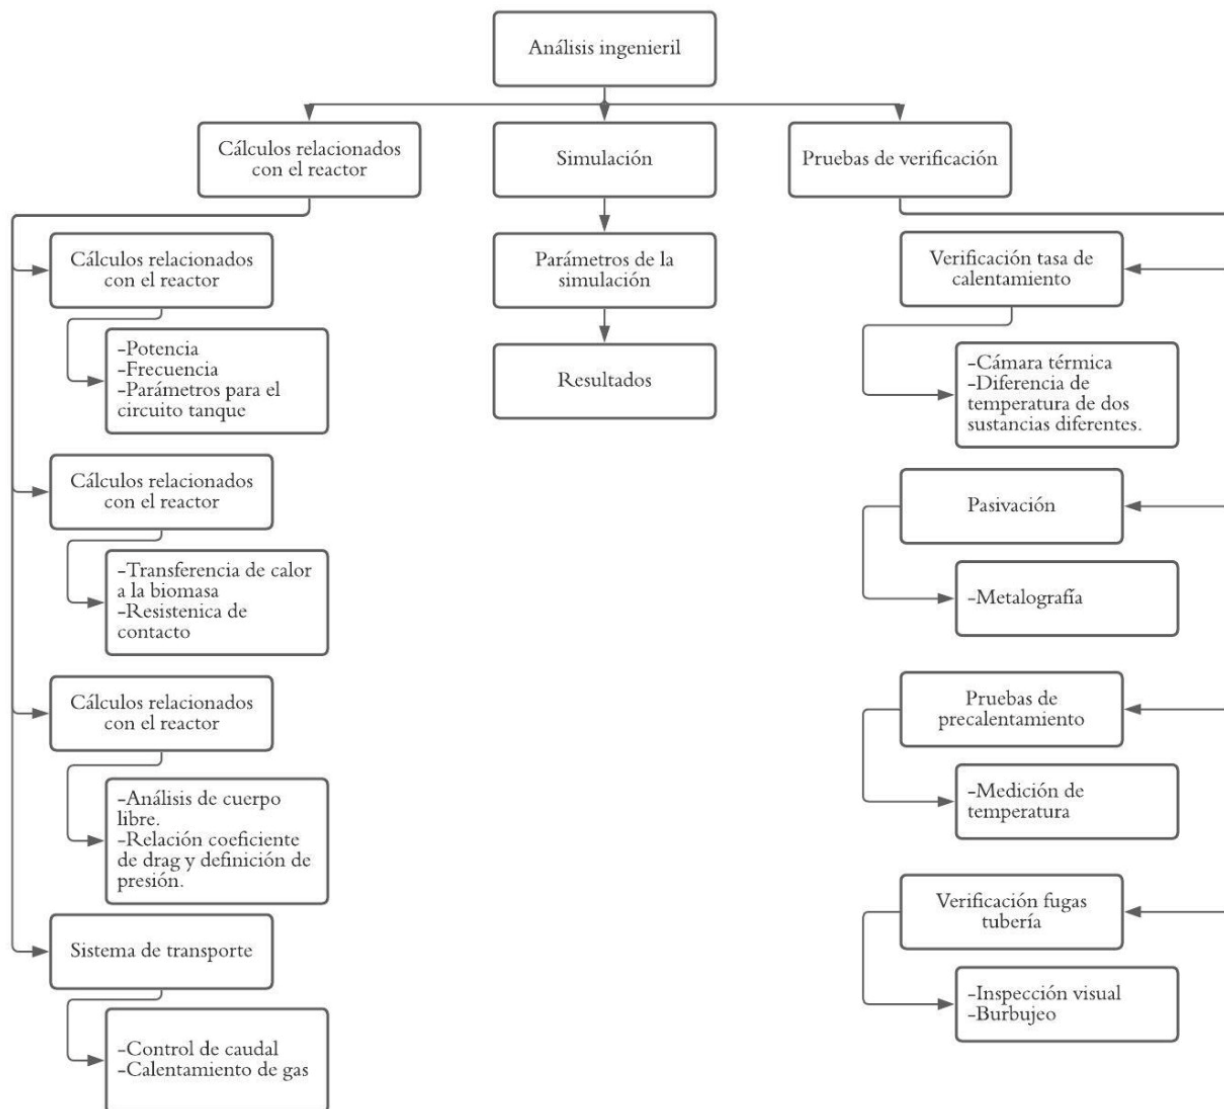 Análisis ingenieril
Cálculos relacionados
con el reactor
Simulación
Pruebas de verificación
Cálculos relacionados
con el reactor
-Potencia
-Frecuencia
-Parámetros para el
circuito tanque
Cálculos relacionados
con el reactor
-Transferencia de calor
a la biomasa
-Resistenica de
contacto
Cálculos relacionados
con el reactor
-Análisis de cuerpo
libre.
-Relación coeficiente
de drag y definición de
presión.
Sistema de transporte
-Control de caudal
-Calentamiento de gas
Parámetros de la
simulación
Resultados
Verificación tasa de
calentamiento
-Cámara térmica
-Diferencia de
temperatura de dos
sustancias diferentes.
Pasivación
-Metalografía
Pruebas de
precalentamiento
-Medición de
temperatura
Verificación fugas
tubería
-Inspección visual
-Burbujeo